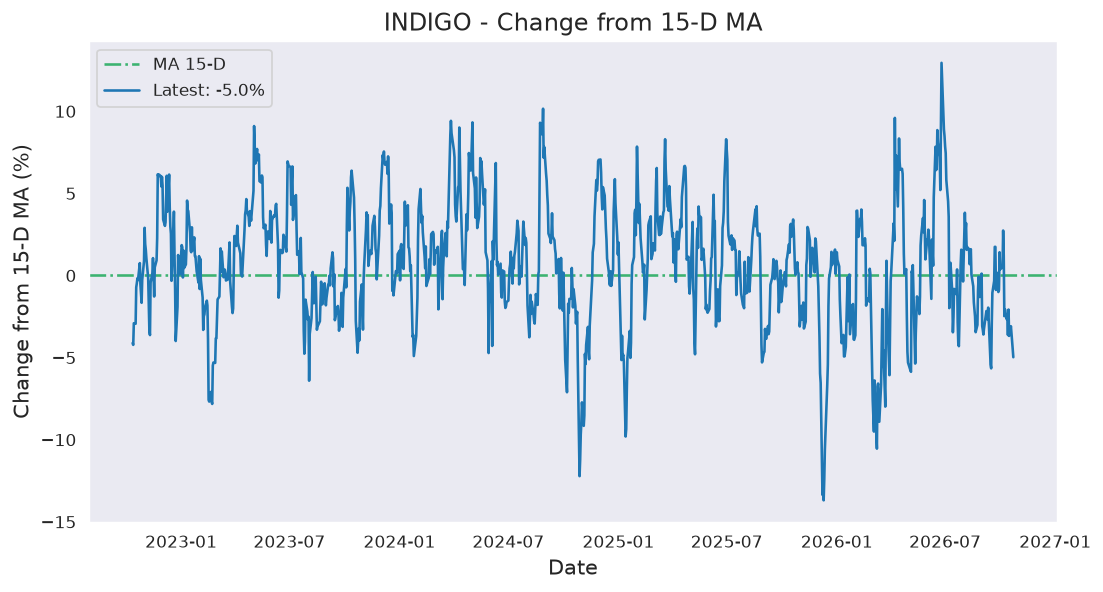 INDIGO - Change from 15-D MA
MA 15-D
Latest: -5.0%
Change from 15-D MA (%)
10
5
0
−5
−10
−15
2023-01 2023-07 2024-01 2024-07 2025-01 2025-07 2026-01 2026-07 2027-01
Date